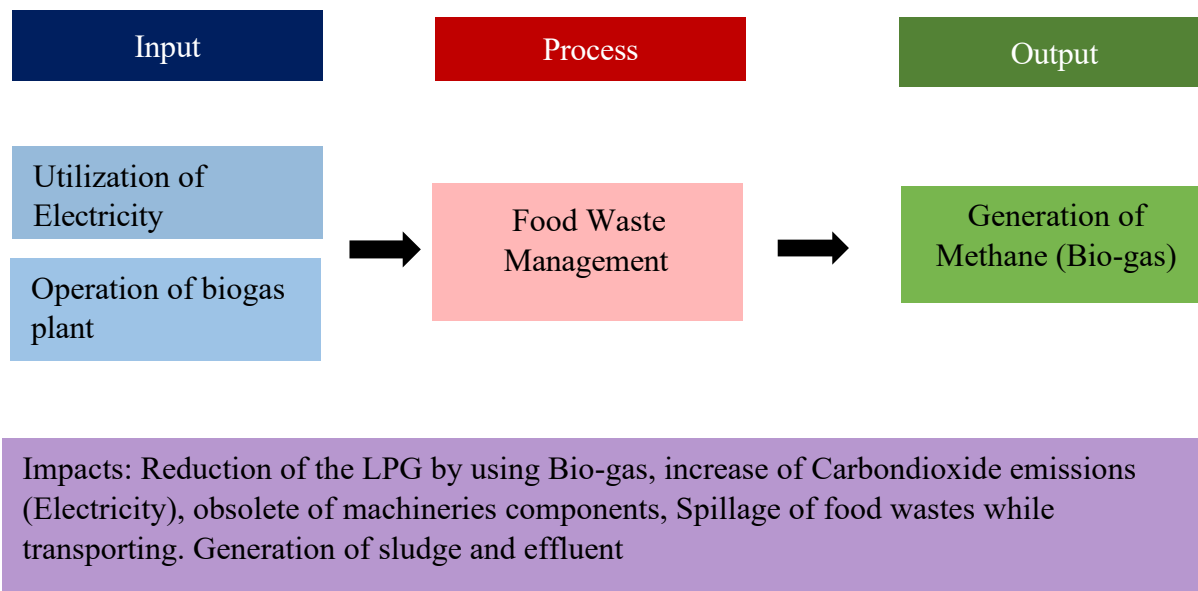 Input
Process
Output
Utilization of
Electricity
Operation of biogas
plant
Food Waste
Management
Generation of
Methane (Bio-gas)
Impacts: Reduction of the LPG by using Bio-gas, increase of Carbondioxide emissions
(Electricity), obsolete of machineries components, Spillage of food wastes while
transporting. Generation of sludge and effluent